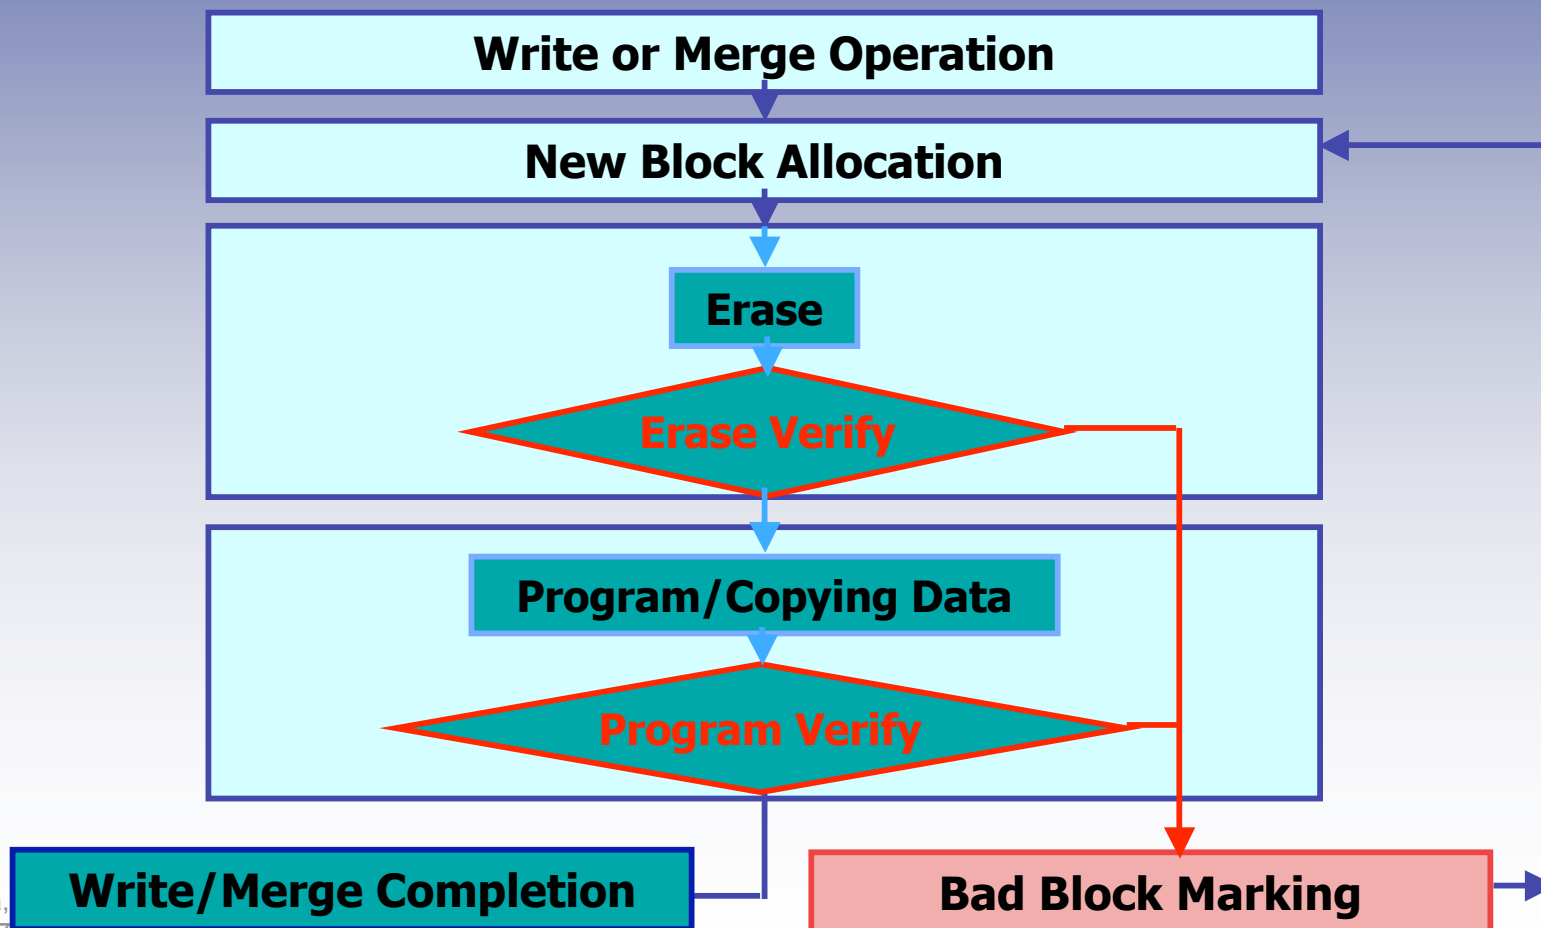 Write or Merge Operation
New Block Allocation
Erase
Erase Verify
Program/Copying Data
Program Verify
Write/Merge Completion
Bad Block Marking